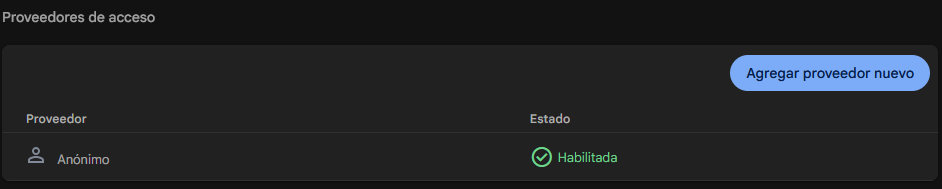 Proveedores de acceso
Agregar proveedor nuevo
Proveedor Estado
Anónimo Habilitada